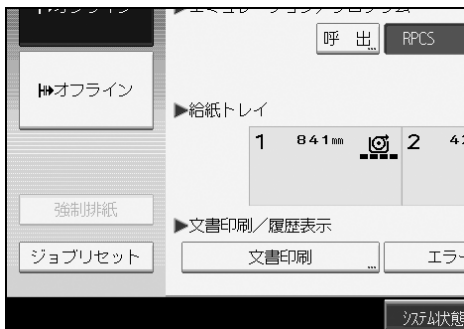 ▶エミュレーション/プログラム
呼 出
RPCS
オフライン
▶給紙トレイ
1 841mm 2
強制排紙
▶文書印刷/履歴表示
ジョブリセット
文書印刷
エラー
システム状態